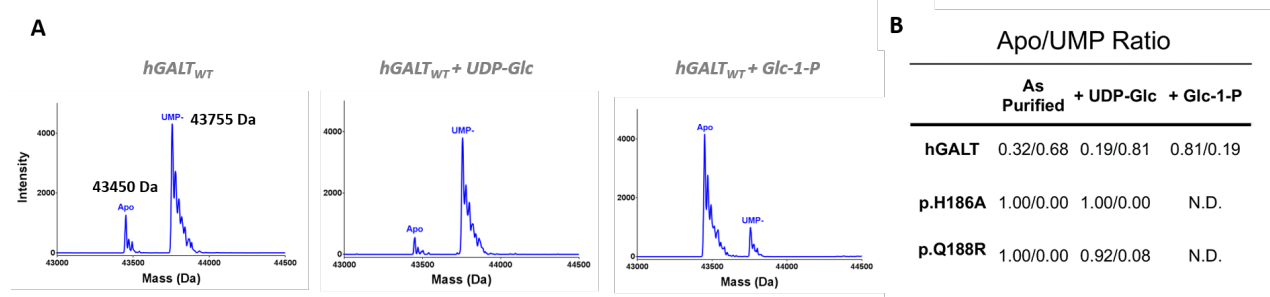 A
hGALTWT
43755 Da
UMP-
43450 Da
Apo
Intensity
4000
2000
0
43000 43500 44000 44500
Mass (Da)
hGALTWT + UDP-Glc
UMP-
Apo
4000
2000
0
43000 43500 44000 44500
Mass (Da)
hGALTWT + Glc-1-P
Apo
UMP-
4000
2000
0
43000 43500 44000 44500
Mass (Da)
B
Apo/UMP Ratio
As Purified + UDP-Glc + Glc-1-P
hGALT 0.32/0.68 0.19/0.81 0.81/0.19
p.H186A 1.00/0.00 1.00/0.00 N.D.
p.Q188R 1.00/0.00 0.92/0.08 N.D.